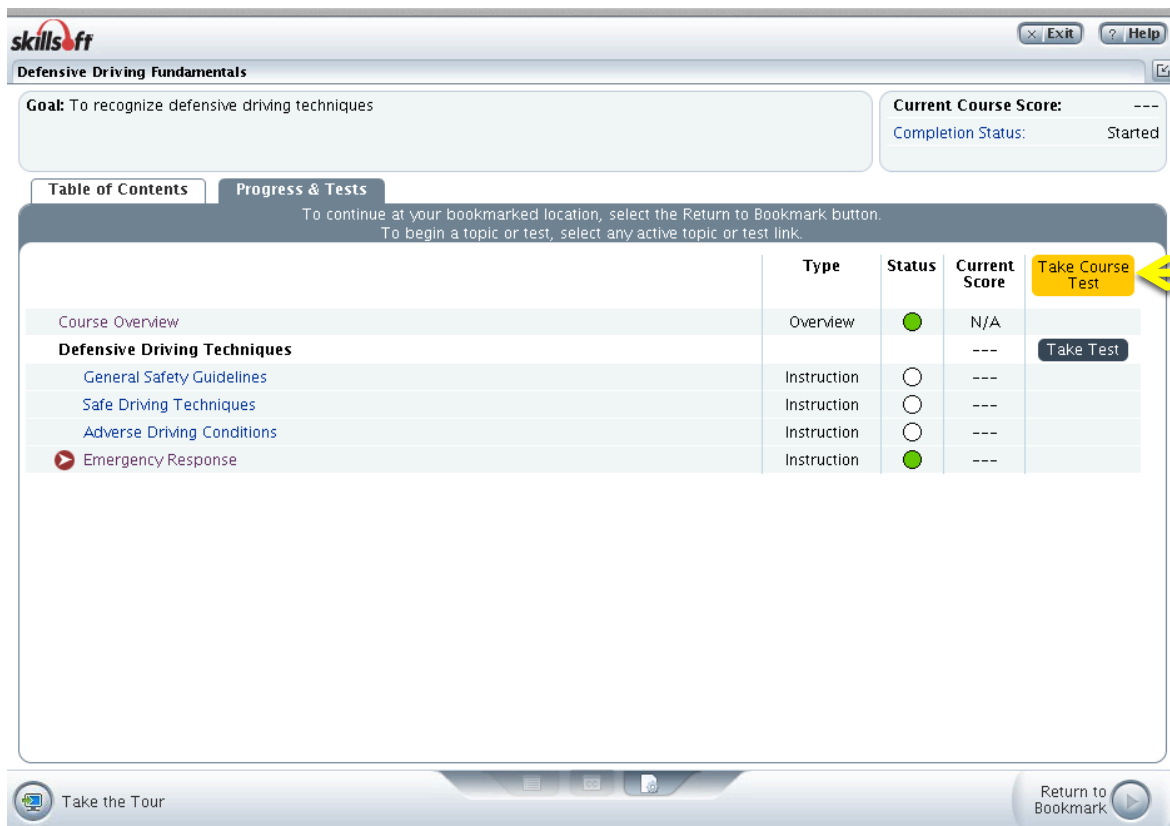 skillsoft
× Exit
? Help
Defensive Driving Fundamentals
Goal: To recognize defensive driving techniques
Current Course Score: ---
Completion Status: Started
Table of Contents
Progress & Tests
To continue at your bookmarked location, select the Return to Bookmark button.
To begin a topic or test, select any active topic or test link.
Type
Status
Current
Score
Take Course
Test
Course Overview
Overview
N/A
Defensive Driving Techniques
---
Take Test
General Safety Guidelines
Instruction
---
Safe Driving Techniques
Instruction
---
Adverse Driving Conditions
Instruction
---
Emergency Response
Instruction
---
CC
Take the Tour
Return to
Bookmark